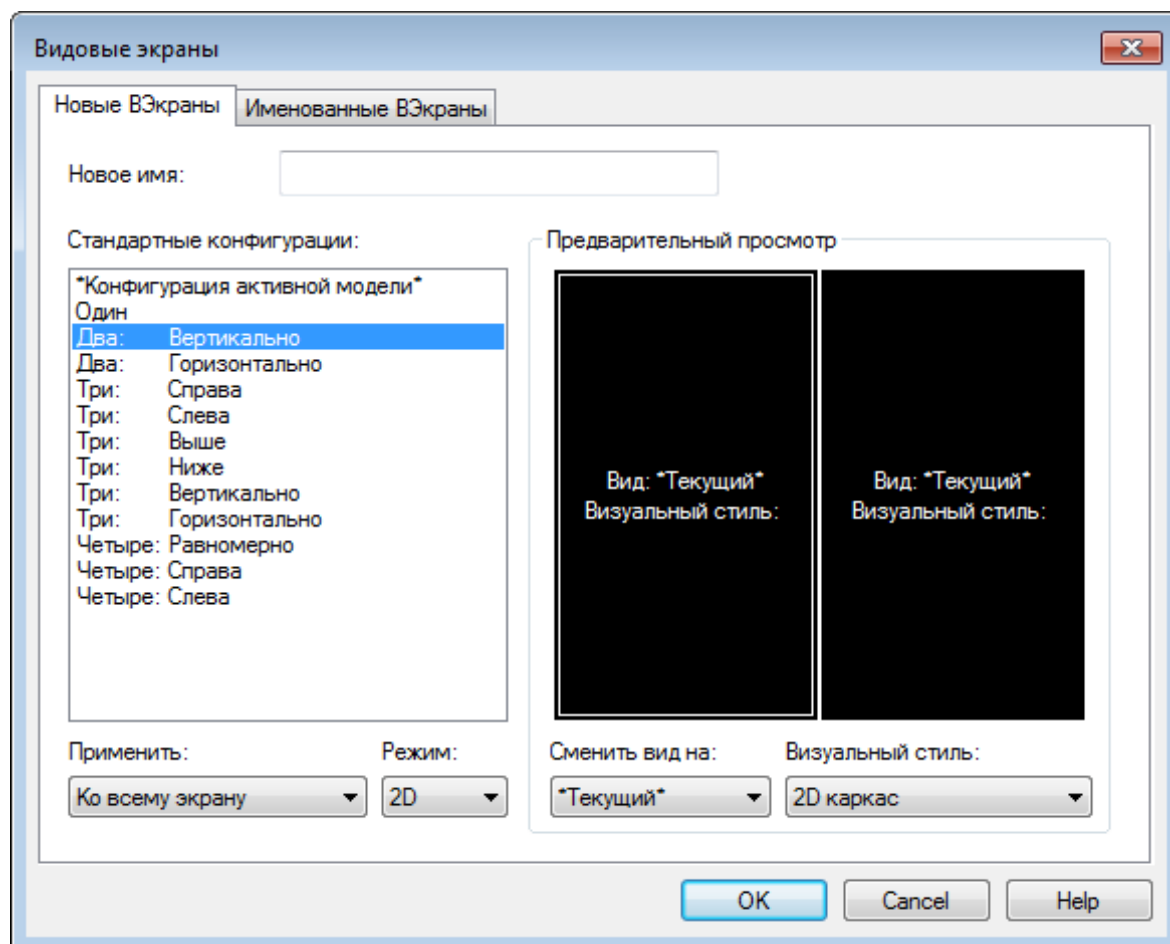 Видовые экраны
Новые ВЭкраны
Именованные ВЭкраны
Новое имя:
Стандартные конфигурации:
*Конфигурация активной модели*
Один
Два: Вертикально
Два: Горизонтально
Три: Справа
Три: Слева
Три: Выше
Три: Ниже
Три: Вертикально
Три: Горизонтально
Четыре: Равномерно
Четыре: Справа
Четыре: Слева
Предварительный просмотр
Вид: *Текущий*
Визуальный стиль:
Вид: *Текущий*
Визуальный стиль:
Применить:
Режим:
Ко всему экрану
2D
Сменить вид на:
Визуальный стиль:
*Текущий*
2D каркас
OK
Cancel
Help